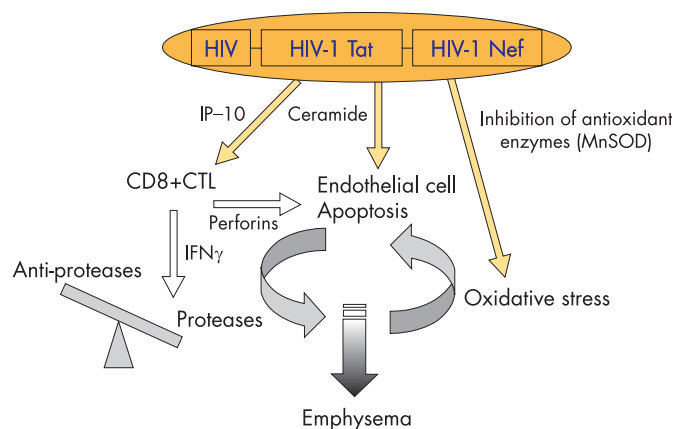 HIV
HIV-1 Tat
HIV-1 Nef
IP–10
Ceramide
Inhibition of antioxidant
enzymes (MnSOD)
CD8+CTL
Endothelial cell
Apoptosis
Perforins
IFNγ
Anti-proteases
Proteases
Oxidative stress
Emphysema